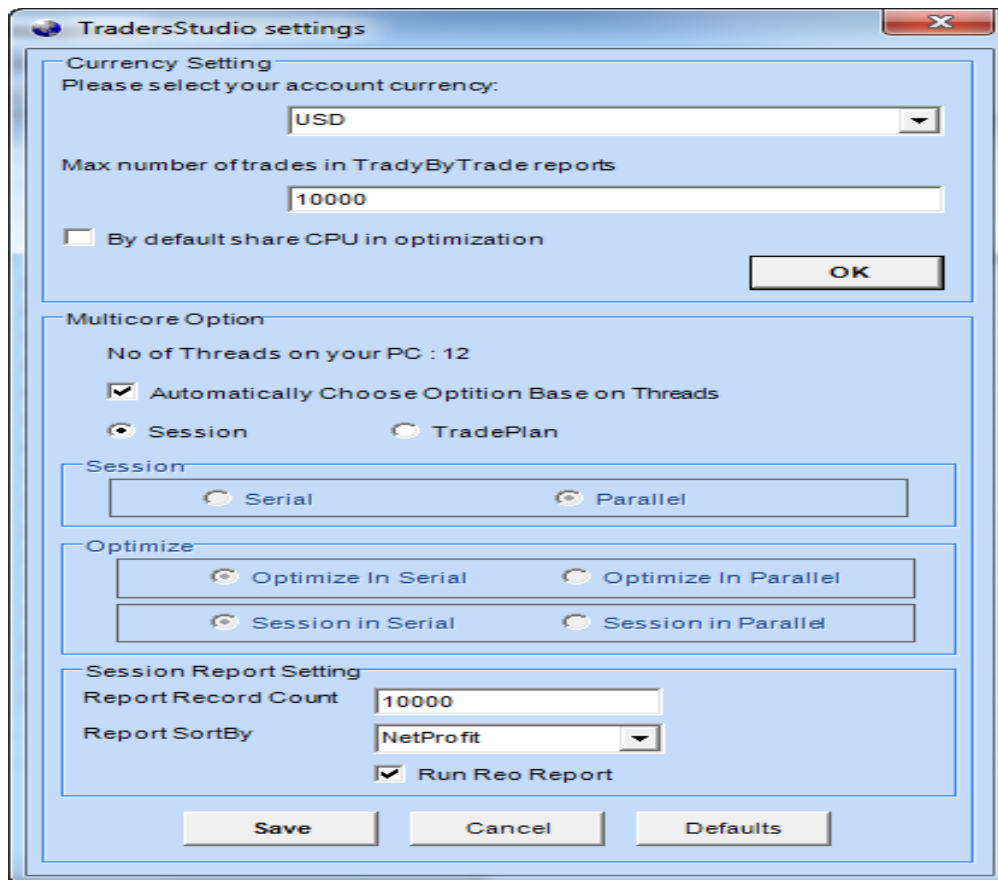 TradersStudio settings
Currency Setting
Please select your account currency:
USD
Max number of trades in TradyByTrade reports
10000
By default share CPU in optimization
OK
Multicore Option
No of Threads on your PC : 12
Automatically Choose Optition Base on Threads
Session TradePlan
Session
Serial Parallel
Optimize
Optimize In Serial Optimize In Parallel
Session in Serial Session in Parallel
Session Report Setting
Report Record Count 10000
Report SortBy NetProfit
Run Reo Report
Save Cancel Defaults